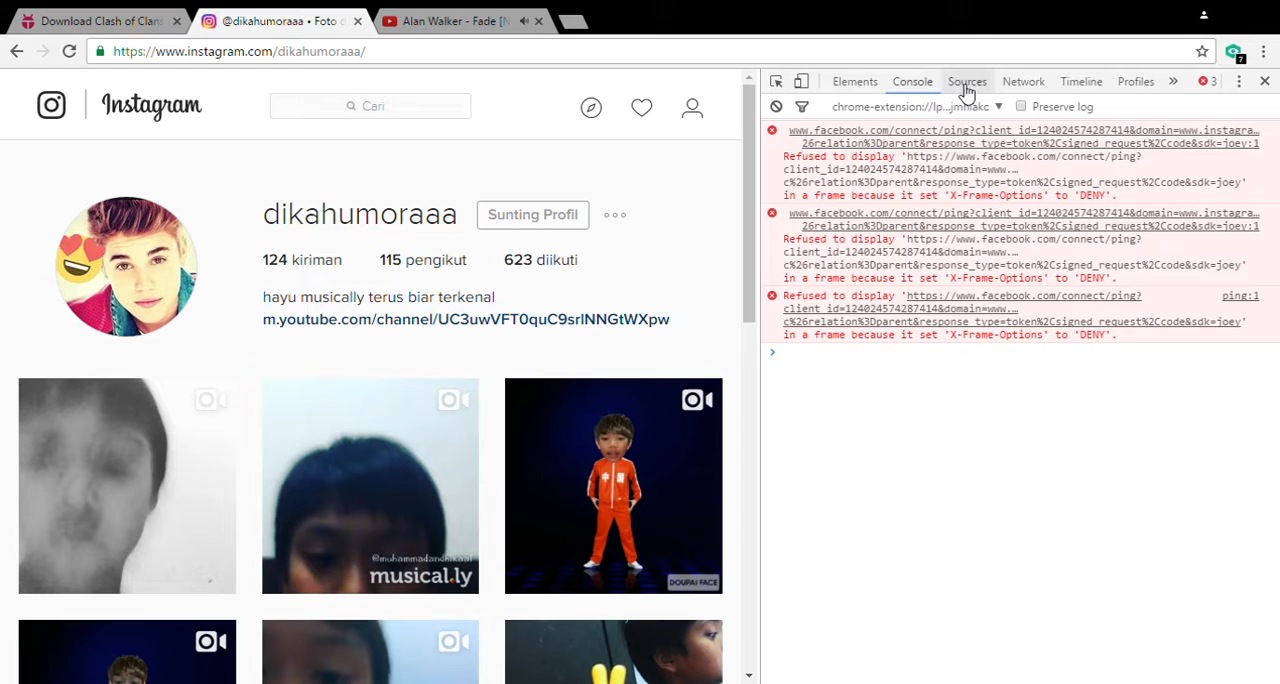 Download Clash of Clans
@dikahumoraaa • Foto d
Alan Walker - Fade [N
https://www.instagram.com/dikahumoraaa/
7
Instagram
Cari
dikahumoraaa
Sunting Profil
124 kiriman
115 pengikut
623 diikuti
hayu musically terus biar terkenal
m.youtube.com/channel/UC3uwVFT0quC9srlNNGtWXpw
@muhammadandhikaal
musical.ly
DOUPAI FACE
Elements Console Sources Network Timeline Profiles » 3
chrome-extension://lp…jmhlakc ▼ Preserve log
www.facebook.com/connect/ping?client_id=124024574287414&domain=www.instagra…
26relation%3Dparent&response_type=token%2Csigned_request%2Ccode&sdk=joey:1
Refused to display 'https://www.facebook.com/connect/ping?
client_id=124024574287414&domain=www.…
c%26relation%3Dparent&response_type=token%2Csigned_request%2Ccode&sdk=joey'
in a frame because it set 'X-Frame-Options' to 'DENY'.
www.facebook.com/connect/ping?client_id=124024574287414&domain=www.instagra…
26relation%3Dparent&response_type=token%2Csigned_request%2Ccode&sdk=joey:1
Refused to display 'https://www.facebook.com/connect/ping?
client_id=124024574287414&domain=www.…
c%26relation%3Dparent&response_type=token%2Csigned_request%2Ccode&sdk=joey'
in a frame because it set 'X-Frame-Options' to 'DENY'.
Refused to display 'https://www.facebook.com/connect/ping? ping:1
client_id=124024574287414&domain=www.…
c%26relation%3Dparent&response_type=token%2Csigned_request%2Ccode&sdk=joey'
in a frame because it set 'X-Frame-Options' to 'DENY'.